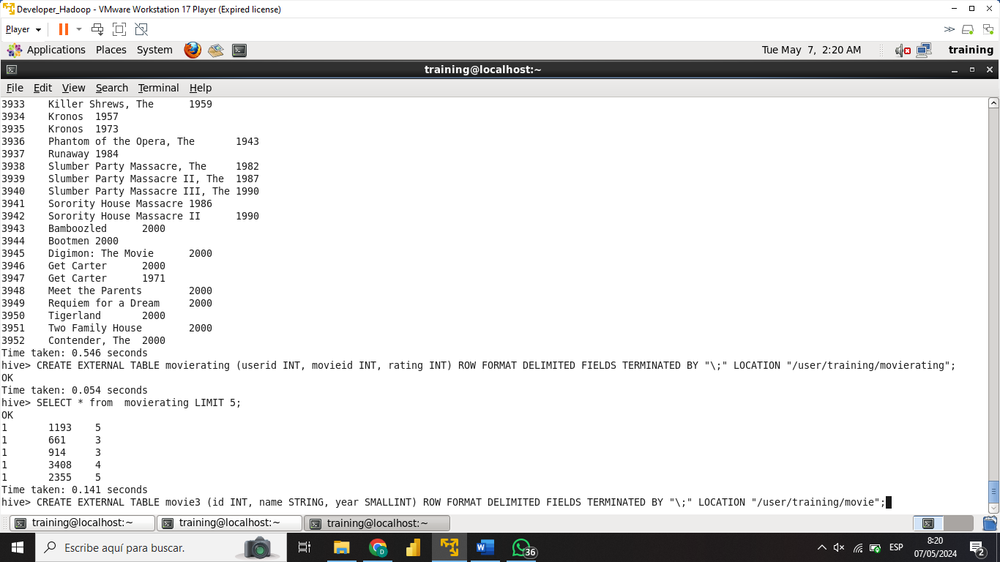 Developer_Hadoop - VMware Workstation 17 Player (Expired license)
Player
Applications Places System Tue May 7, 2:20 AM training
training@localhost:~
File Edit View Search Terminal Help
3933 Killer Shrews, The 1959
3934 Kronos 1957
3935 Kronos 1973
3936 Phantom of the Opera, The 1943
3937 Runaway 1984
3938 Slumber Party Massacre, The 1982
3939 Slumber Party Massacre II, The 1987
3940 Slumber Party Massacre III, The 1990
3941 Sorority House Massacre 1986
3942 Sorority House Massacre II 1990
3943 Bamboozled 2000
3944 Bootmen 2000
3945 Digimon: The Movie 2000
3946 Get Carter 2000
3947 Get Carter 1971
3948 Meet the Parents 2000
3949 Requiem for a Dream 2000
3950 Tigerland 2000
3951 Two Family House 2000
3952 Contender, The 2000
Time taken: 0.546 seconds
hive> CREATE EXTERNAL TABLE movierating (userid INT, movieid INT, rating INT) ROW FORMAT DELIMITED FIELDS TERMINATED BY "\;" LOCATION "/user/training/movierating";
OK
Time taken: 0.054 seconds
hive> SELECT * from  movierating LIMIT 5;
OK
1 1193 5
1 661 3
1 914 3
1 3408 4
1 2355 5
Time taken: 0.141 seconds
hive> CREATE EXTERNAL TABLE movie3 (id INT, name STRING, year SMALLINT) ROW FORMAT DELIMITED FIELDS TERMINATED BY "\;" LOCATION "/user/training/movie";
training@localhost:~ training@localhost:~ training@localhost:~
Escribe aquí para buscar. D W 36 ESP 8:20
07/05/2024 2